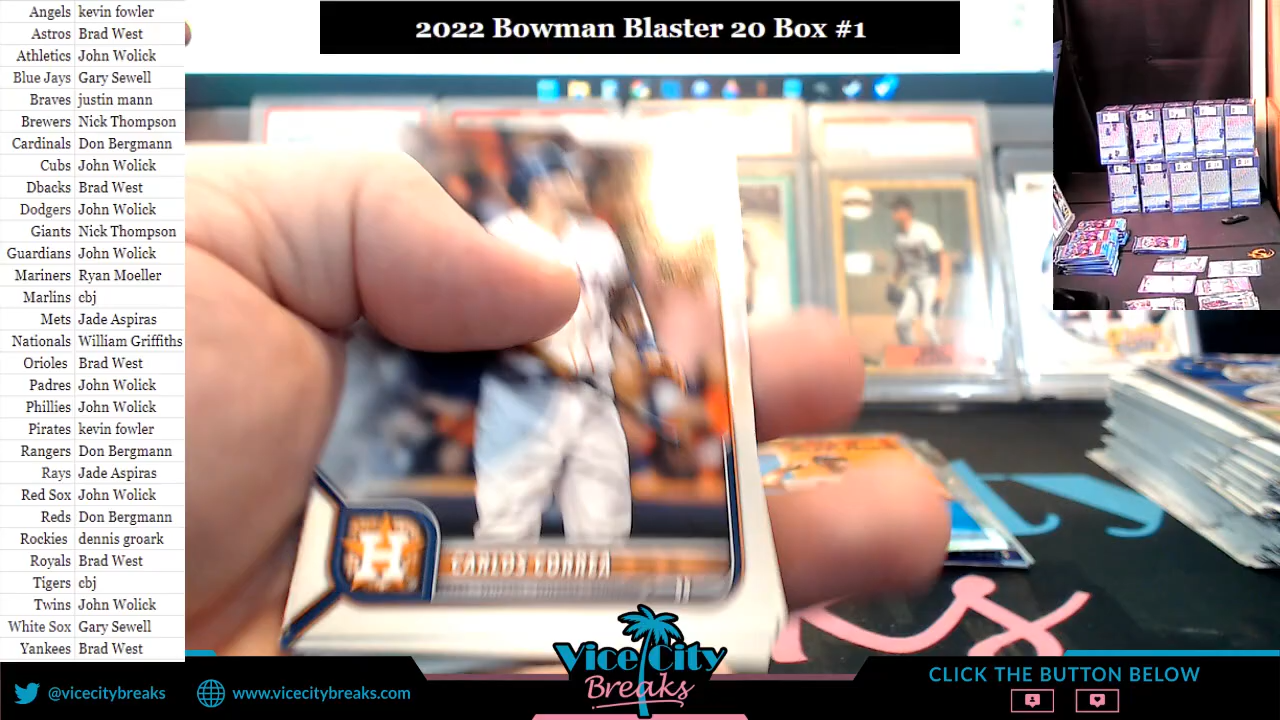 2022 Bowman Blaster 20 Box #1
Angels kevin fowler
Astros Brad West
Athletics John Wolick
Blue Jays Gary Sewell
Braves justin mann
Brewers Nick Thompson
Cardinals Don Bergmann
Cubs John Wolick
Dbacks Brad West
Dodgers John Wolick
Giants Nick Thompson
Guardians John Wolick
Mariners Ryan Moeller
Marlins cbj
Mets Jade Aspiras
Nationals William Griffiths
Orioles Brad West
Padres John Wolick
Phillies John Wolick
Pirates kevin fowler
Rangers Don Bergmann
Rays Jade Aspiras
Red Sox John Wolick
Reds Don Bergmann
Rockies dennis groark
Royals Brad West
Tigers cbj
Twins John Wolick
White Sox Gary Sewell
Yankees Brad West
H
CARLOS CORREA
Vice City
Breaks
@vicecitybreaks
www.vicecitybreaks.com
CLICK THE BUTTON BELOW